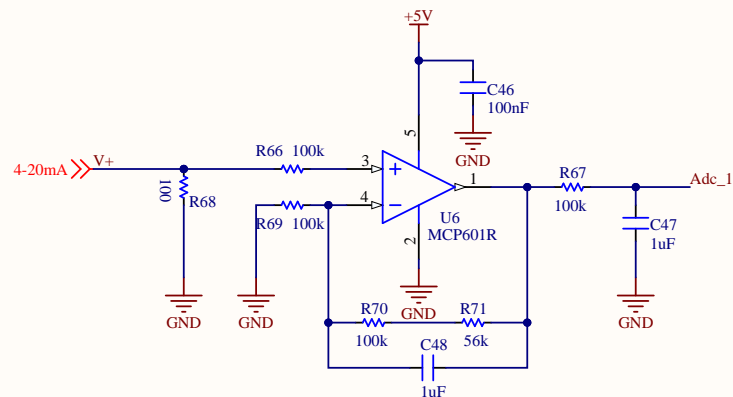 +5V
C46
100nF
GND
5
4-20mA
V+
R66 100k
3
1
R67
100k
Adc_1
100
R68
4
R69 100k
U6
MCP601R
2
C47
1uF
GND
GND
GND
GND
R70
100k
R71
56k
C48
1uF